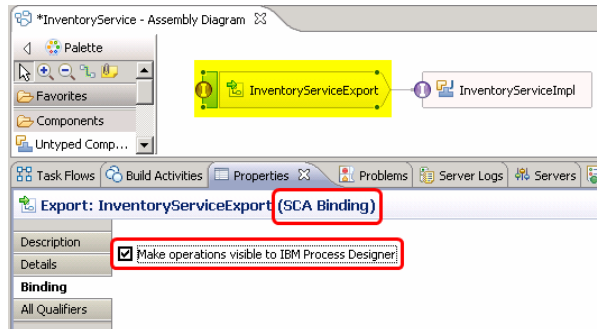 *InventoryService - Assembly Diagram
Palette
Favorites
Components
Untyped Comp...
InventoryServiceExport
InventoryServiceImpl
Task Flows Build Activities Properties Problems Server Logs Servers
Export: InventoryServiceExport (SCA Binding)
Description
Details
Binding
All Qualifiers
Make operations visible to IBM Process Designer